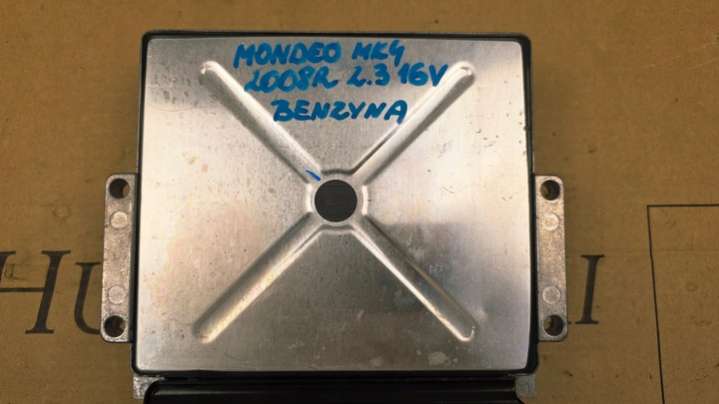 MONDEO MK4
2008R 2.3 16V
BENZYNA